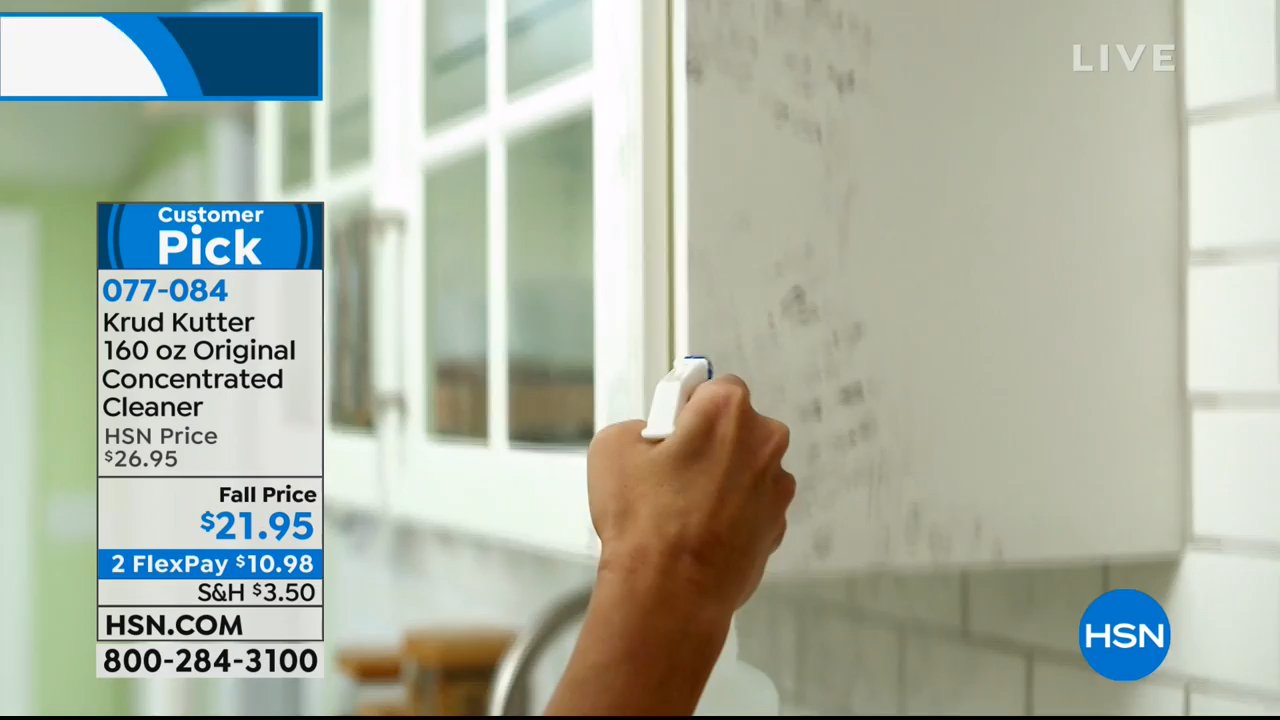 LIVE
Customer
Pick
077-084
Krud Kutter
160 oz Original
Concentrated
Cleaner
HSN Price
$26.95
Fall Price
$21.95
2 FlexPay $10.98
S&H $3.50
HSN.COM
800-284-3100
HSN